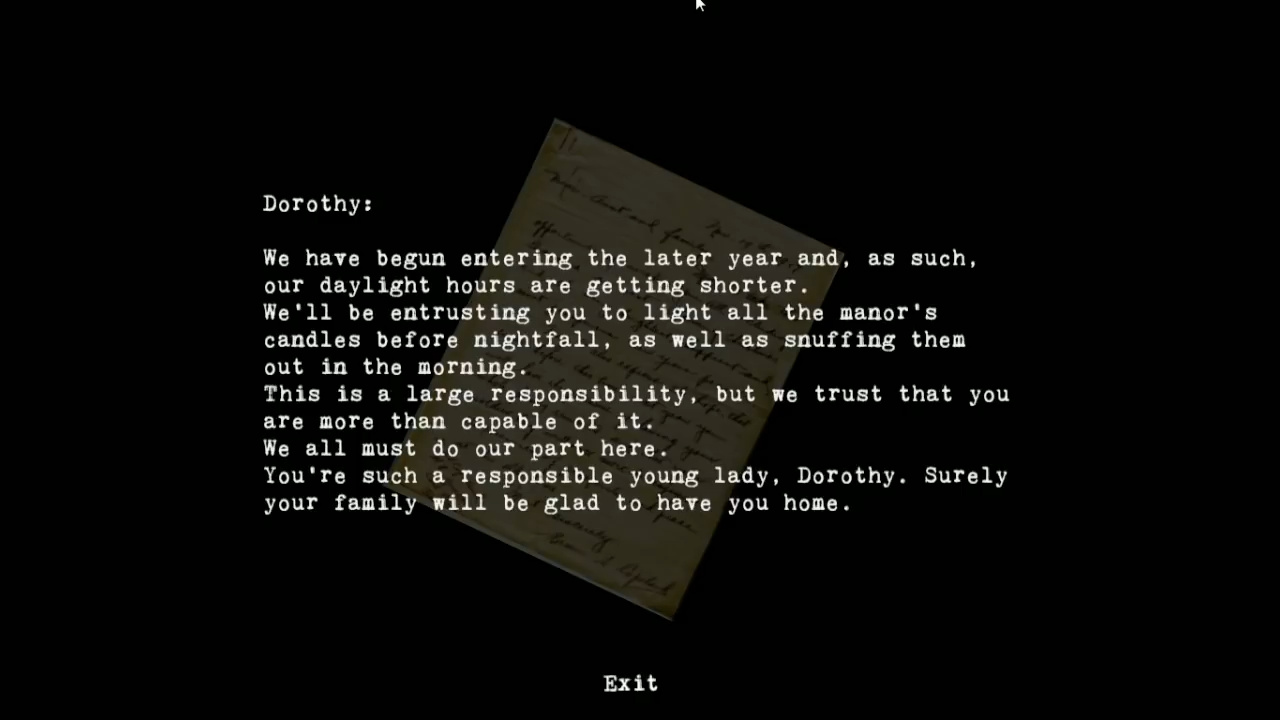 Dorothy:
We have begun entering the later year and, as such,
our daylight hours are getting shorter.
We'll be entrusting you to light all the manor's
candles before nightfall, as well as snuffing them
out in the morning.
This is a large responsibility, but we trust that you
are more than capable of it.
We all must do our part here.
You're such a responsible young lady, Dorothy. Surely
your family will be glad to have you home.
Exit